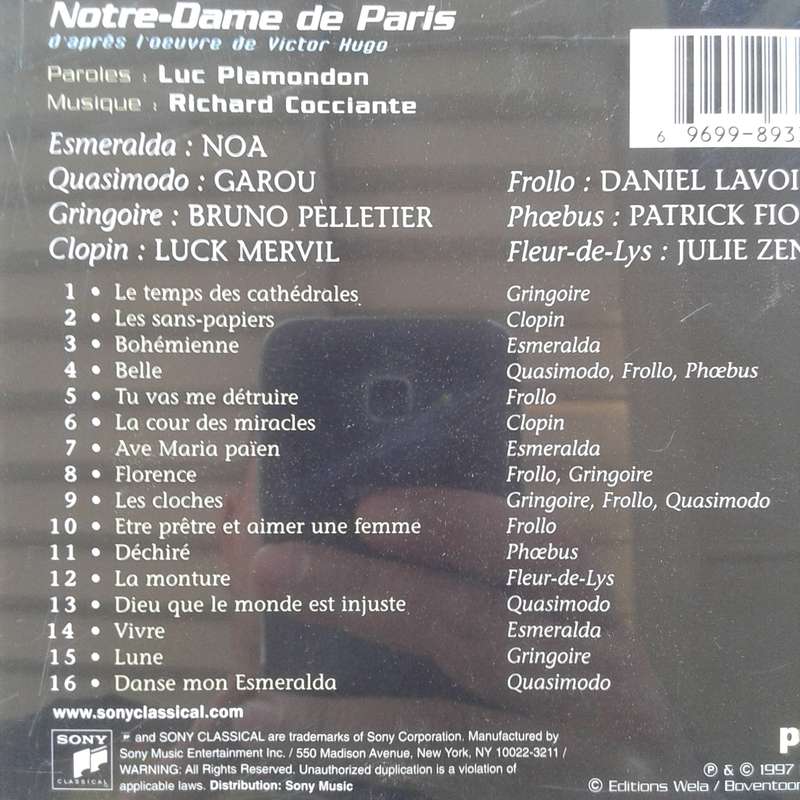 Notre-Dame de Paris
d'après l'oeuvre de Victor Hugo
Paroles : Luc Plamondon
Musique : Richard Cocciante
6 9699-893
Esmeralda : NOA
Quasimodo : GAROU Frollo : DANIEL LAVOI
Gringoire : BRUNO PELLETIER Phœbus : PATRICK FIO
Clopin : LUCK MERVIL Fleur-de-Lys : JULIE ZEN
1 • Le temps des cathédrales Gringoire
2 • Les sans-papiers Clopin
3 • Bohémienne Esmeralda
4 • Belle Quasimodo, Frollo, Phœbus
5 • Tu vas me détruire Frollo
6 • La cour des miracles Clopin
7 • Ave Maria païen Esmeralda
8 • Florence Frollo, Gringoire
9 • Les cloches Gringoire, Frollo, Quasimodo
10 • Etre prêtre et aimer une femme Frollo
11 • Déchiré Phœbus
12 • La monture Fleur-de-Lys
13 • Dieu que le monde est injuste Quasimodo
14 • Vivre Esmeralda
15 • Lune Gringoire
16 • Danse mon Esmeralda Quasimodo
www.sonyclassical.com
SONY
CLASSICAL
and SONY CLASSICAL are trademarks of Sony Corporation. Manufactured by
Sony Music Entertainment Inc. / 550 Madison Avenue, New York, NY 10022-3211 /
WARNING: All Rights Reserved. Unauthorized duplication is a violation of
applicable laws. Distribution: Sony Music
℗ & © 1997
© Editions Wela / Boventoon